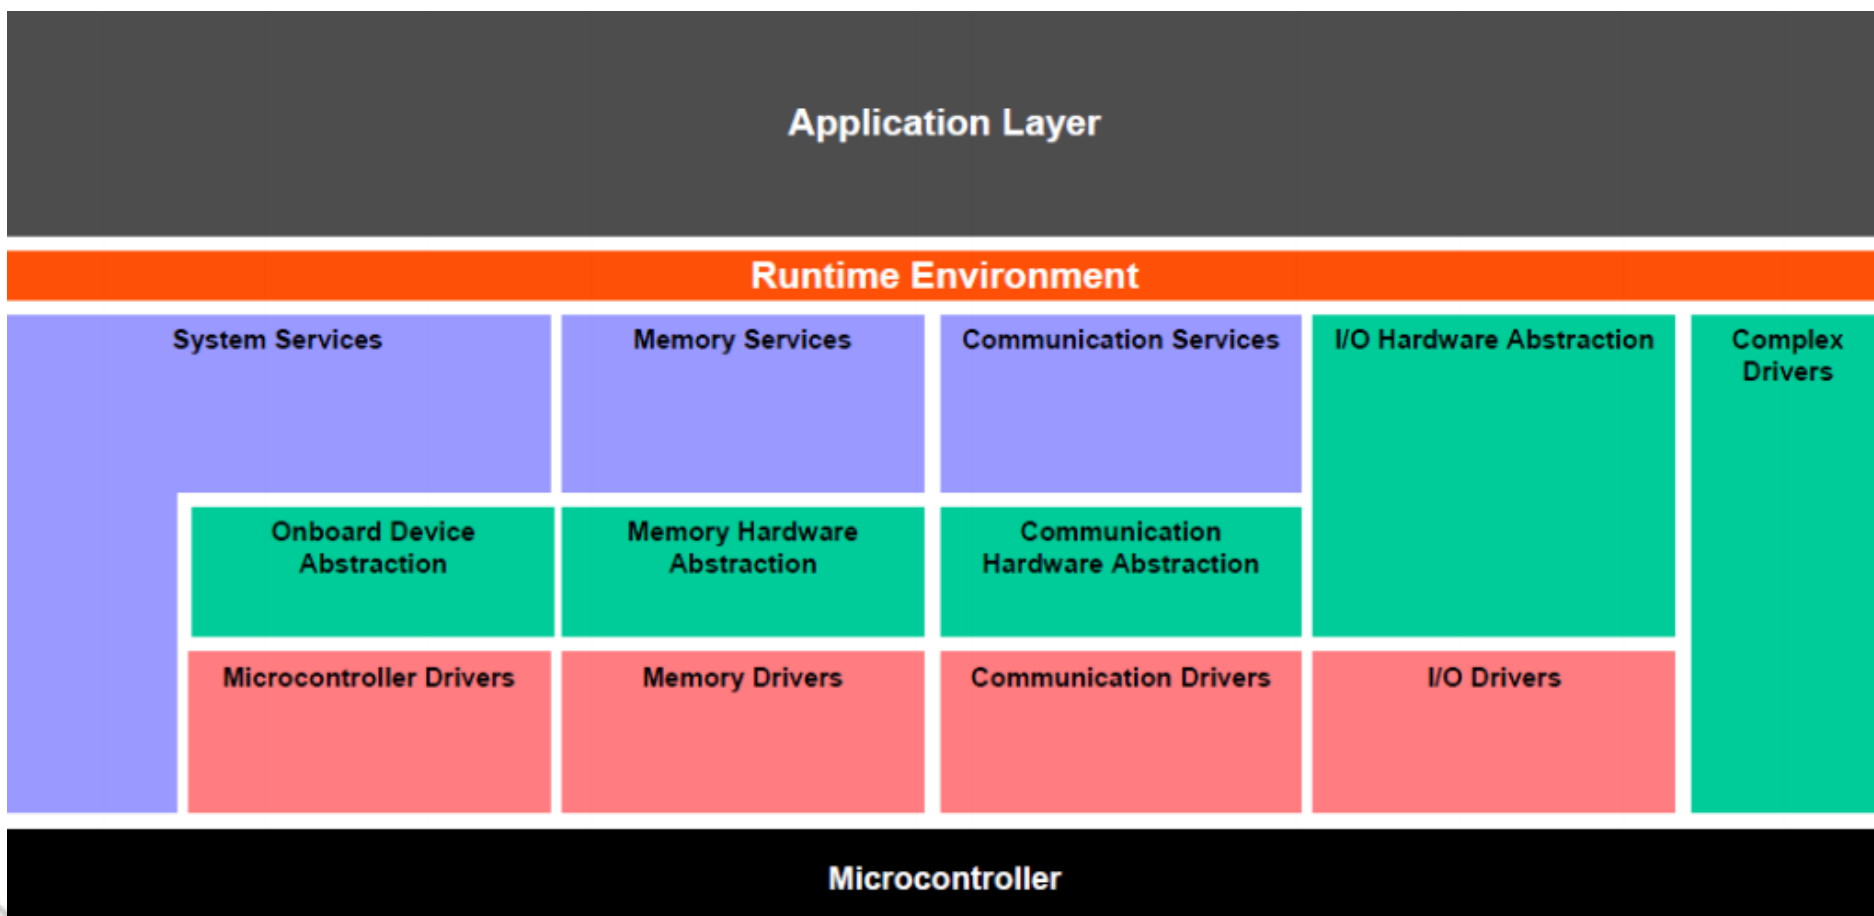 Application Layer
Runtime Environment
System Services
Memory Services
Communication Services
I/O Hardware Abstraction
Complex
Drivers
Onboard Device
Abstraction
Memory Hardware
Abstraction
Communication
Hardware Abstraction
Microcontroller Drivers
Memory Drivers
Communication Drivers
I/O Drivers
Microcontroller